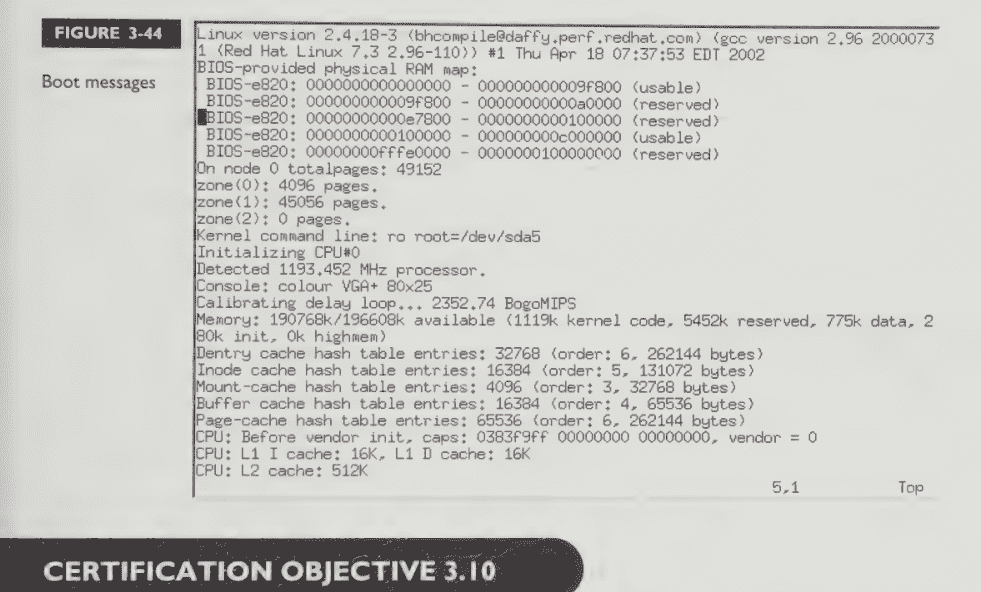 FIGURE 3-44
Boot messages
Linux version 2.4.18-3 (bhcompile@daffy.perf.redhat.com) (gcc version 2.96 2000073
1 (Red Hat Linux 7.3 2.96-110)) #1 Thu Apr 18 07:37:53 EDT 2002
BIOS-provided physical RAM map:
BIOS-e820: 0000000000000000 - 000000000009f800 (usable)
BIOS-e820: 000000000009f800 - 00000000000a0000 (reserved)
BIOS-e820: 00000000000e7800 - 0000000000100000 (reserved)
BIOS-e820: 0000000000100000 - 000000000c000000 (usable)
BIOS-e820: 00000000fffe0000 - 0000000100000000 (reserved)
On node 0 totalpages: 49152
zone(0): 4096 pages.
zone(1): 45056 pages.
zone(2): 0 pages.
Kernel command line: ro root=/dev/sda5
Initializing CPU#0
Detected 1193.452 MHz processor.
Console: colour VGA+ 80x25
Calibrating delay loop... 2352.74 BogoMIPS
Memory: 190768k/196608k available (1119k kernel code, 5452k reserved, 775k data, 2
80k init, 0k highmem)
Dentry cache hash table entries: 32768 (order: 6, 262144 bytes)
Inode cache hash table entries: 16384 (order: 5, 131072 bytes)
Mount-cache hash table entries: 4096 (order: 3, 32768 bytes)
Buffer cache hash table entries: 16384 (order: 4, 65536 bytes)
Page-cache hash table entries: 65536 (order: 6, 262144 bytes)
CPU: Before vendor init, caps: 0383f9ff 00000000 00000000, vendor = 0
CPU: L1 I cache: 16K, L1 D cache: 16K
CPU: L2 cache: 512K
5,1 Top
CERTIFICATION OBJECTIVE 3.10